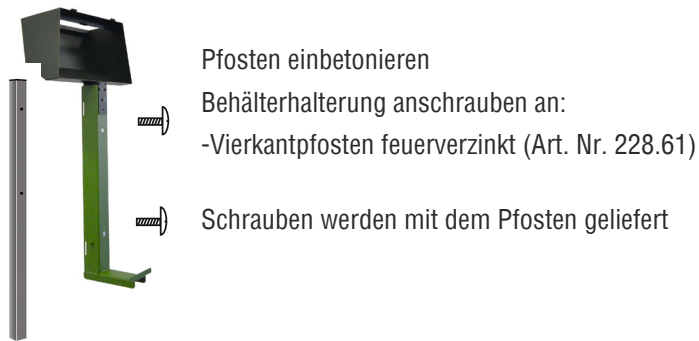 Pfosten einbetonieren
Behälterhalterung anschrauben an:
-Vierkantpfosten feuerverzinkt (Art. Nr. 228.61)
Schrauben werden mit dem Pfosten geliefert